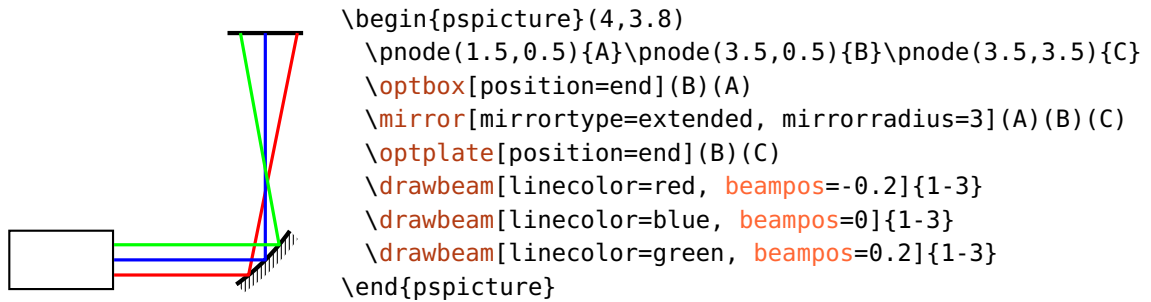 \begin{pspicture}(4,3.8)
  \pnode(1.5,0.5){A}\pnode(3.5,0.5){B}\pnode(3.5,3.5){C}
  \optbox[position=end](B)(A)
  \mirror[mirrortype=extended, mirrorradius=3](A)(B)(C)
  \optplate[position=end](B)(C)
  \drawbeam[linecolor=red, beampos=-0.2]{1-3}
  \drawbeam[linecolor=blue, beampos=0]{1-3}
  \drawbeam[linecolor=green, beampos=0.2]{1-3}
\end{pspicture}